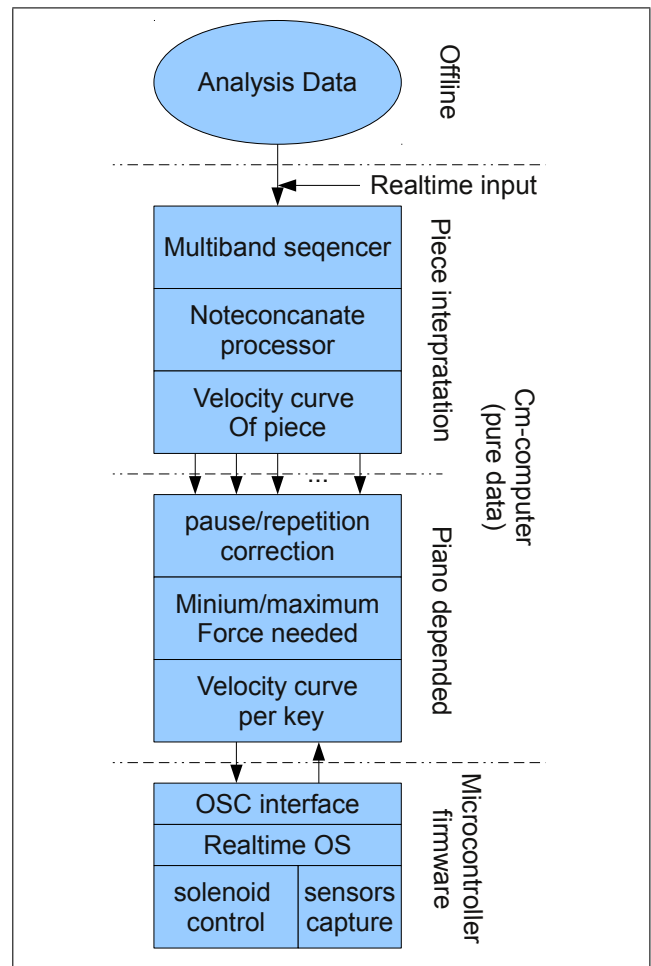 Analysis Data
Offline
Realtime input
Multiband seqencer
Noteconcanate
processor
Velocity curve
Of piece
Piece interpratation
...
Cm-computer
(pure data)
pause/repetition
correction
Minium/maximum
Force needed
Velocity curve
per key
Piano depended
OSC interface
Realtime OS
solenoid
control
sensors
capture
Microcontroller
firmware